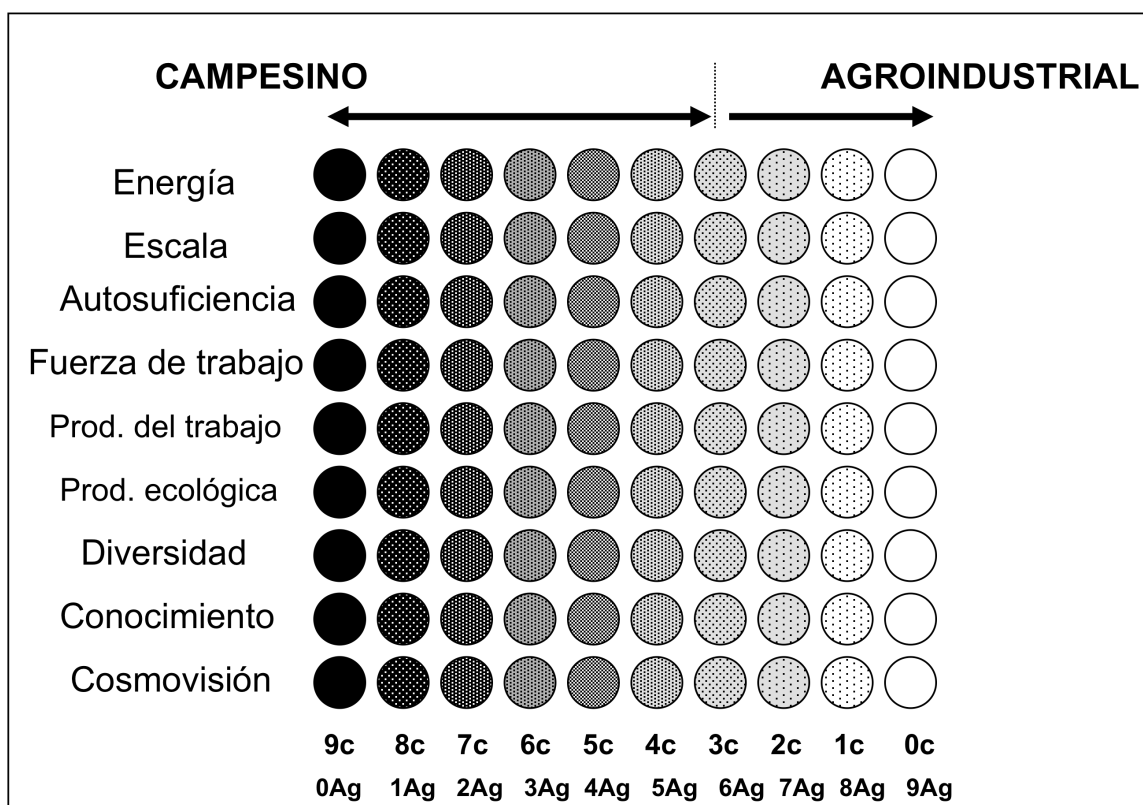 CAMPESINO AGROINDUSTRIAL
Energía
Escala
Autosuficiencia
Fuerza de trabajo
Prod. del trabajo
Prod. ecológica
Diversidad
Conocimiento
Cosmovisión
9c 8c 7c 6c 5c 4c 3c 2c 1c 0c
0Ag 1Ag 2Ag 3Ag 4Ag 5Ag 6Ag 7Ag 8Ag 9Ag